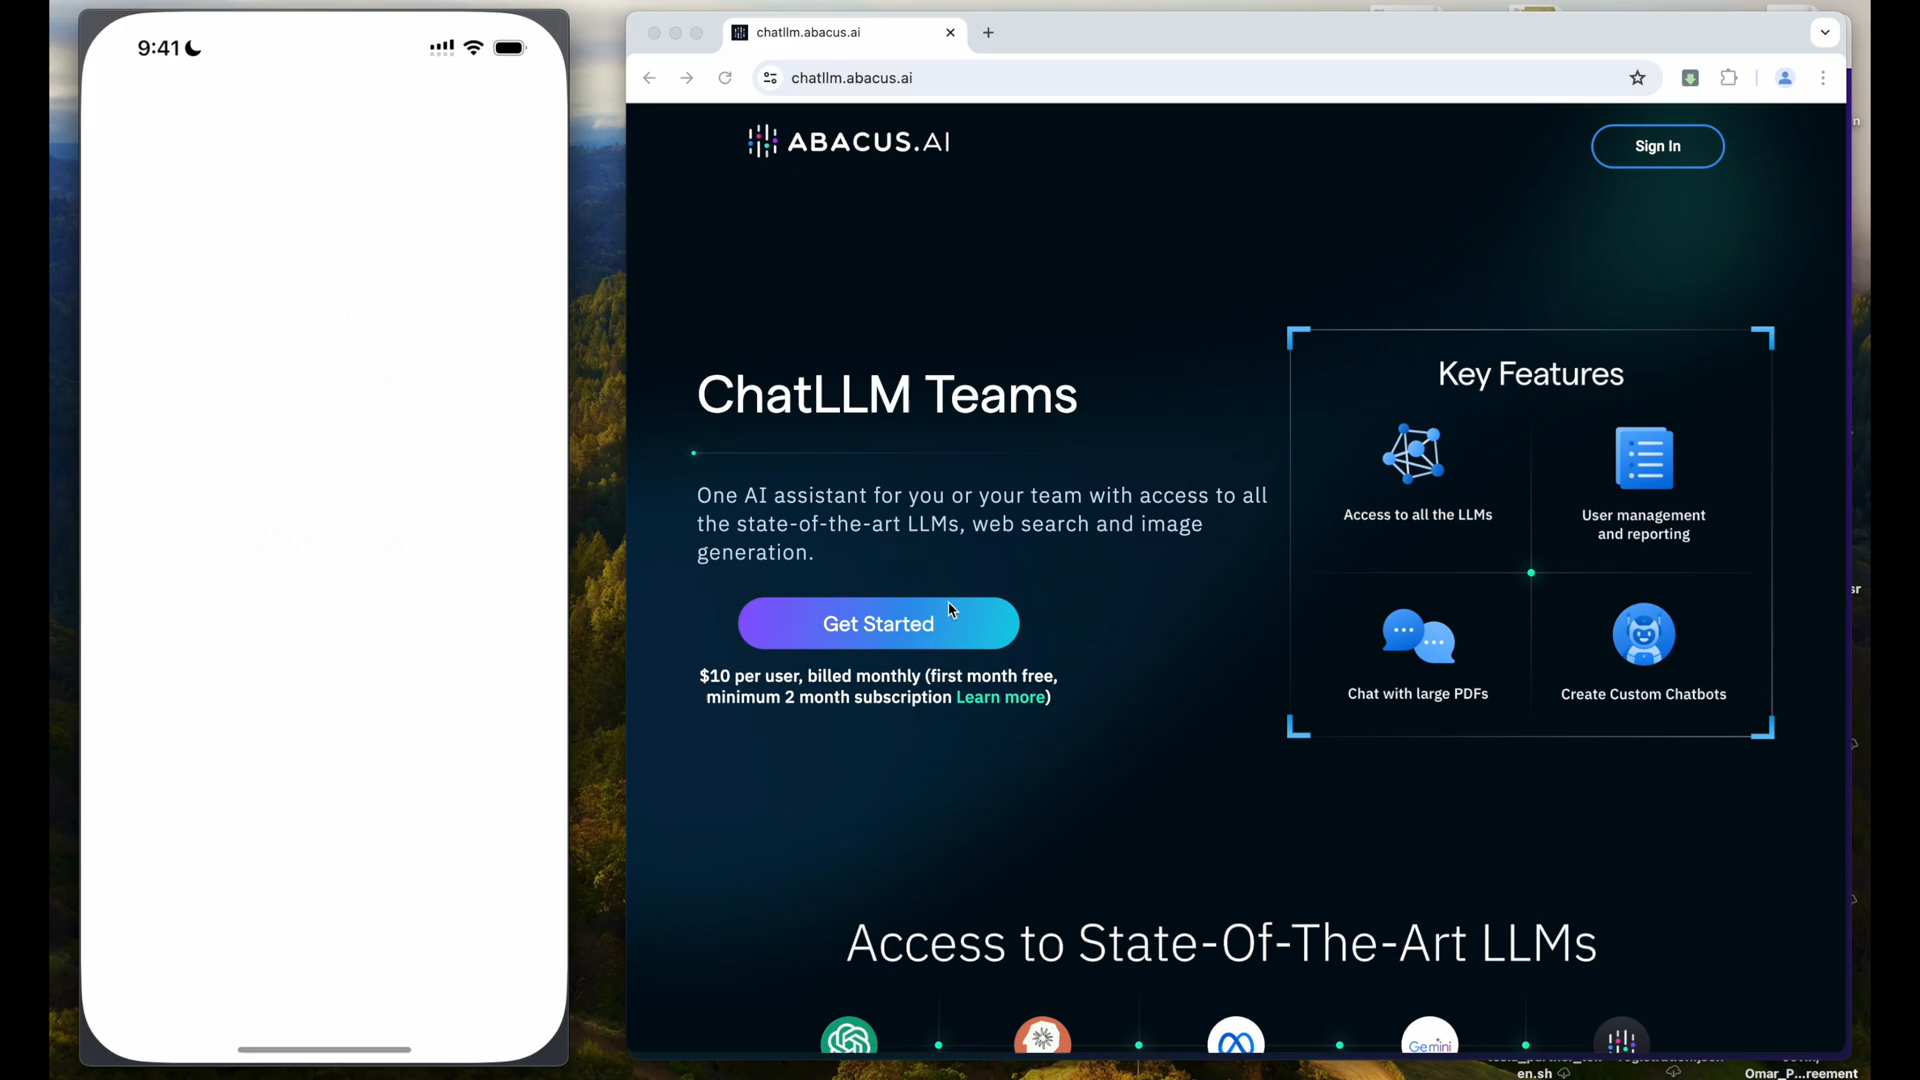 9:41
chatllm.abacus.ai
chatllm.abacus.ai
ABACUS.AI
Sign In
ChatLLM Teams
One AI assistant for you or your team with access to all
the state-of-the-art LLMs, web search and image
generation.
Get Started
$10 per user, billed monthly (first month free,
minimum 2 month subscription Learn more)
Key Features
Access to all the LLMs
User management
and reporting
Chat with large PDFs
Create Custom Chatbots
Access to State-Of-The-Art LLMs
Gemini
en.sh
Omar_P...reement